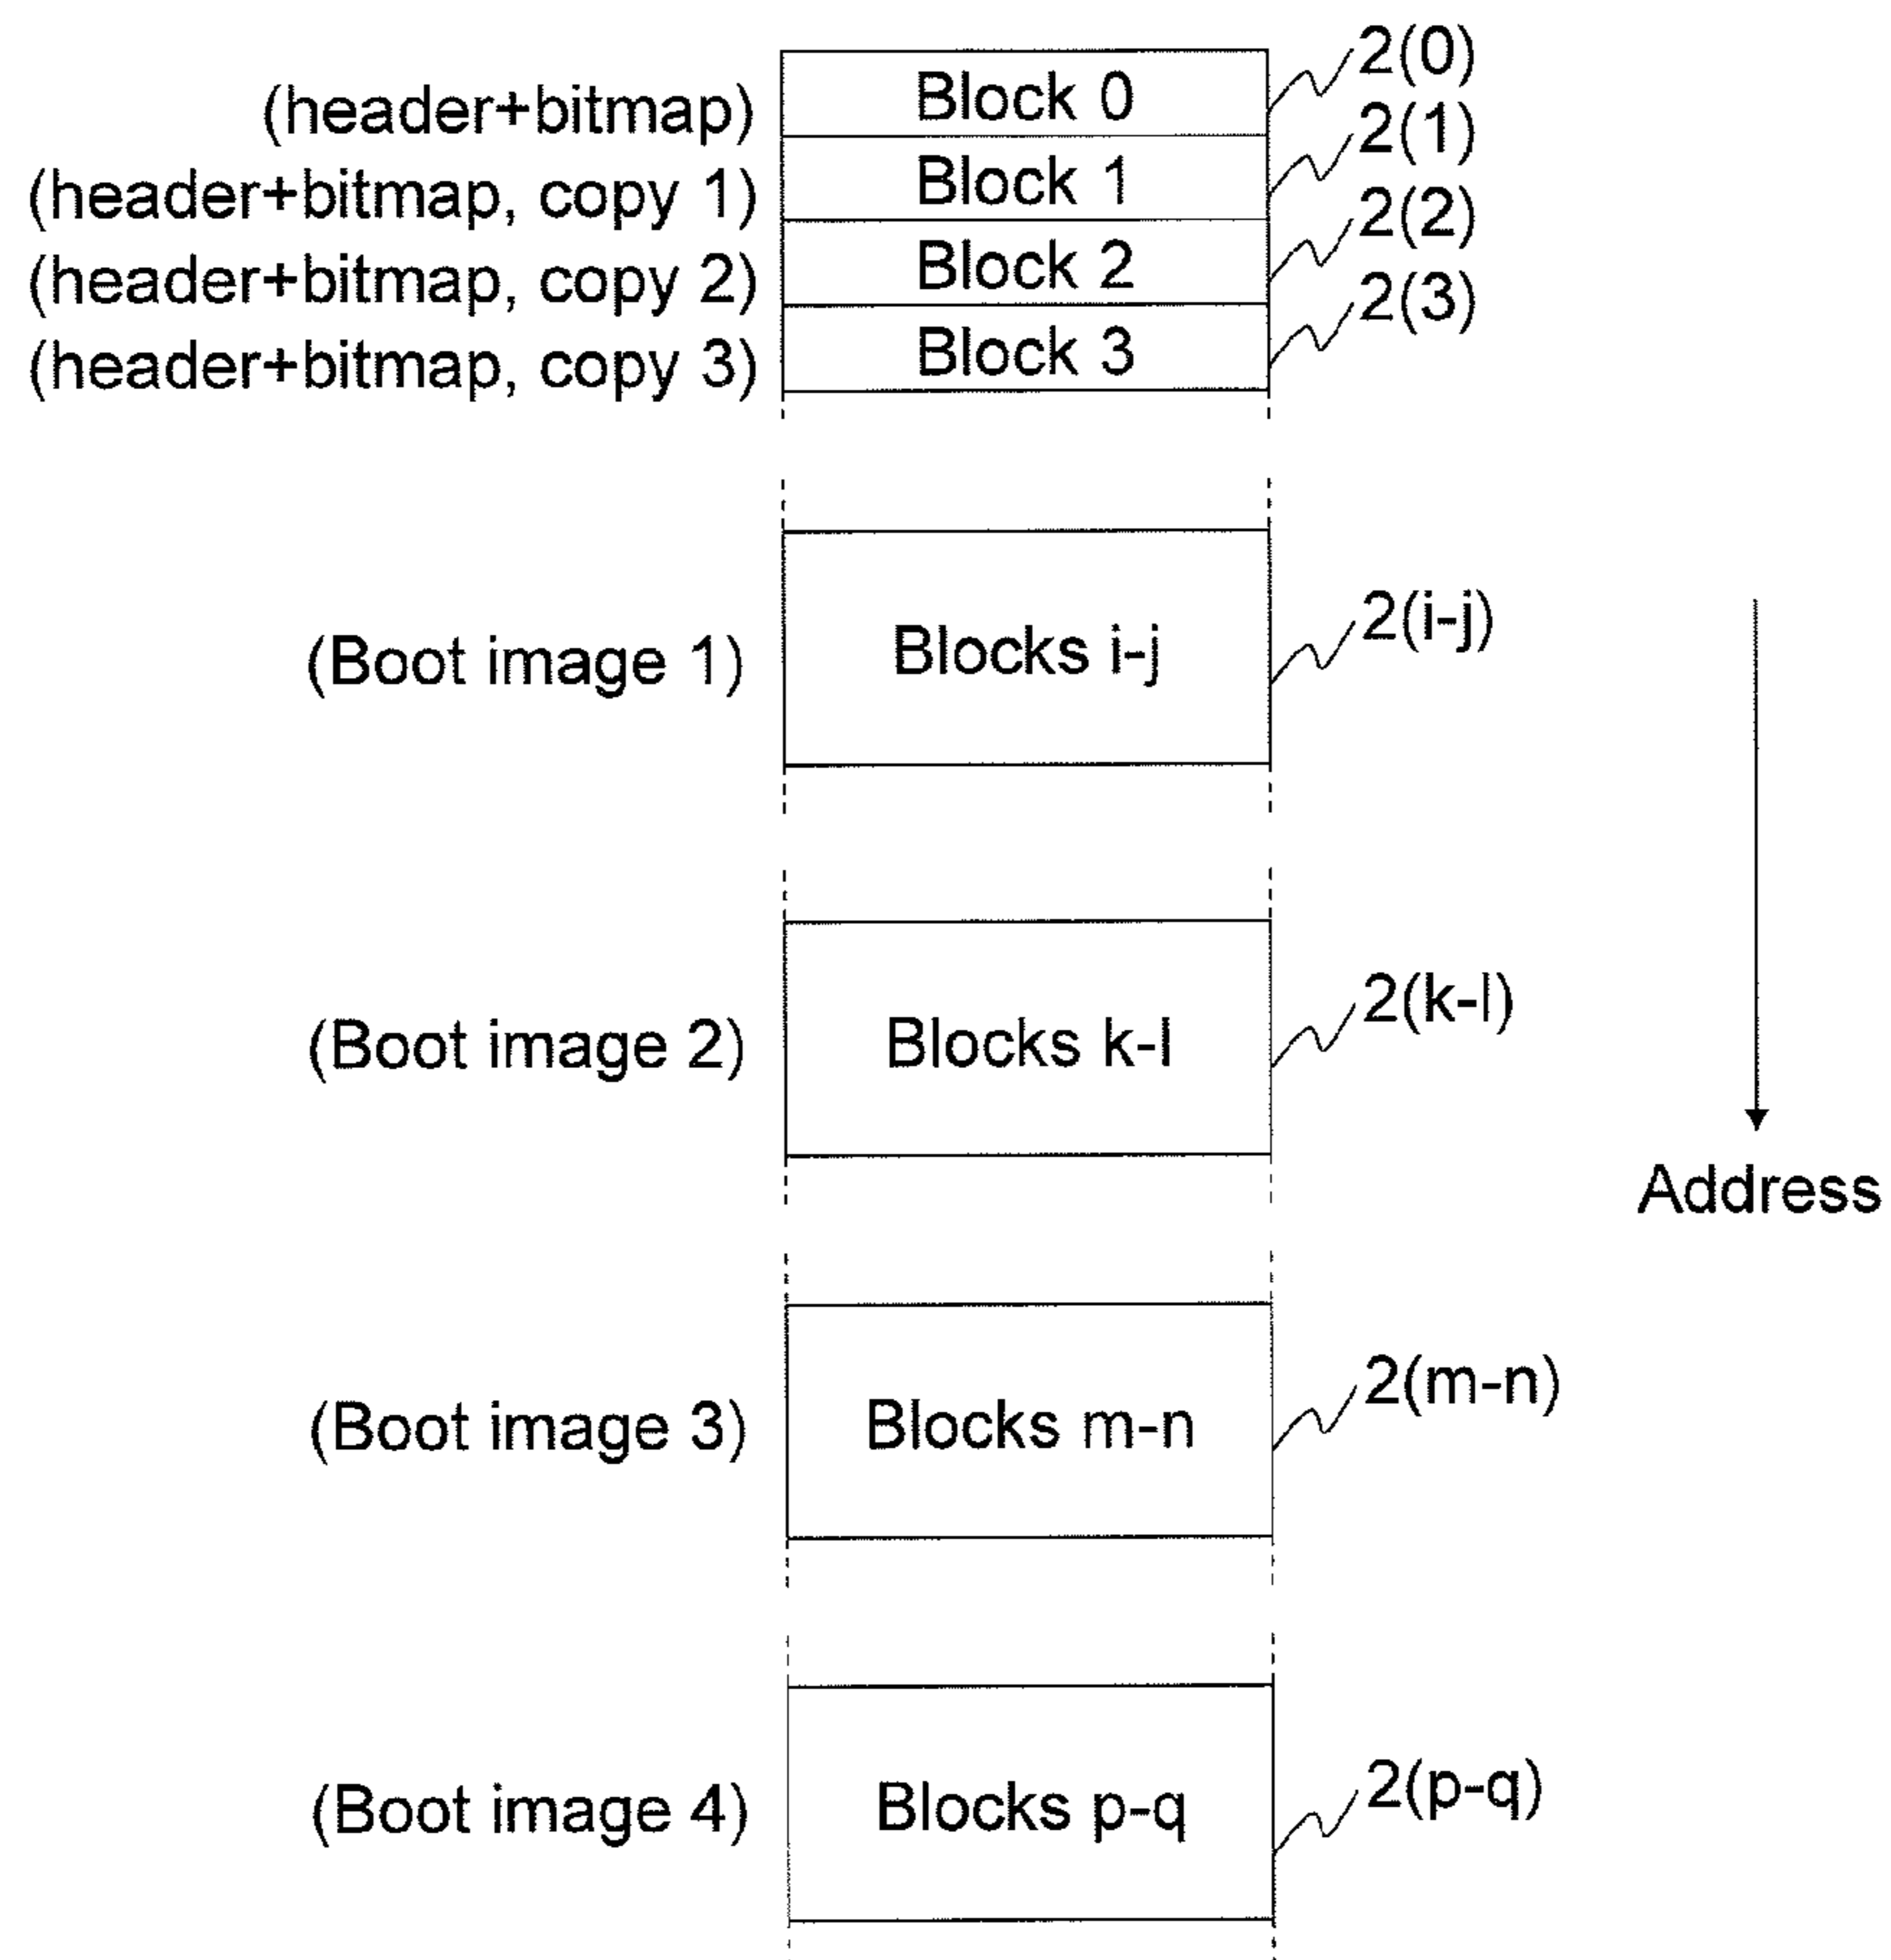 (header+bitmap) Block 0 2(0)
(header+bitmap, copy 1) Block 1 2(1)
(header+bitmap, copy 2) Block 2 2(2)
(header+bitmap, copy 3) Block 3 2(3)
(Boot image 1) Blocks i-j 2(i-j)
(Boot image 2) Blocks k-l 2(k-l)
Address
(Boot image 3) Blocks m-n 2(m-n)
(Boot image 4) Blocks p-q 2(p-q)